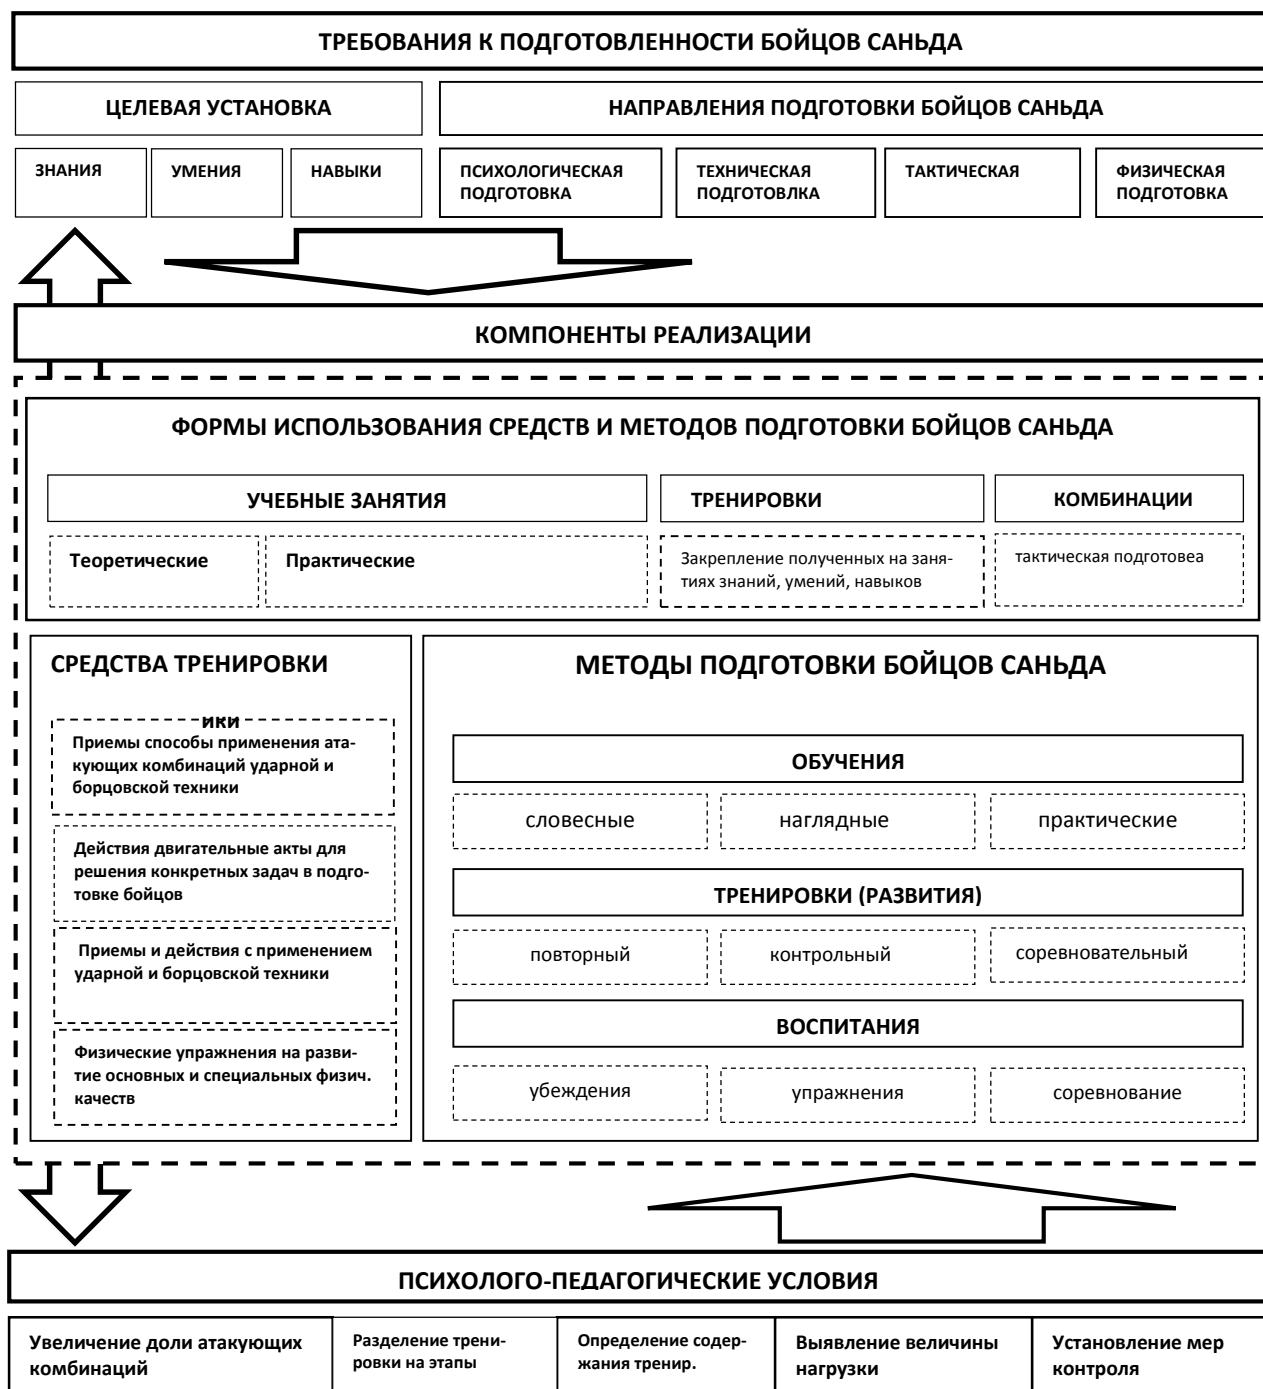 ТРЕБОВАНИЯ К ПОДГОТОВЛЕННОСТИ БОЙЦОВ САНЬДА
ЦЕЛЕВАЯ УСТАНОВКА
НАПРАВЛЕНИЯ ПОДГОТОВКИ БОЙЦОВ САНЬДА
ЗНАНИЯ
УМЕНИЯ
НАВЫКИ
ПСИХОЛОГИЧЕСКАЯ
ПОДГОТОВКА
ТЕХНИЧЕСКАЯ
ПОДГОТОВЛКА
ТАКТИЧЕСКАЯ
ФИЗИЧЕСКАЯ
ПОДГОТОВКА
КОМПОНЕНТЫ РЕАЛИЗАЦИИ
ФОРМЫ ИСПОЛЬЗОВАНИЯ СРЕДСТВ И МЕТОДОВ ПОДГОТОВКИ БОЙЦОВ САНЬДА
УЧЕБНЫЕ ЗАНЯТИЯ
ТРЕНИРОВКИ
КОМБИНАЦИИ
Теоретические
Практические
Закрепление полученных на заня-
тиях знаний, умений, навыков
тактическая подготовеа
СРЕДСТВА ТРЕНИРОВКИ
ИКИ
Приемы способы применения ата-
кующих комбинаций ударной и
борцовской техники
Действия двигательные акты для
решения конкретных задач в подго-
товке бойцов
Приемы и действия с применением
ударной и борцовской техники
Физические упражнения на разви-
тие основных и специальных физич.
качеств
МЕТОДЫ ПОДГОТОВКИ БОЙЦОВ САНЬДА
ОБУЧЕНИЯ
словесные
наглядные
практические
ТРЕНИРОВКИ (РАЗВИТИЯ)
повторный
контрольный
соревновательный
ВОСПИТАНИЯ
убеждения
упражнения
соревнование
ПСИХОЛОГО-ПЕДАГОГИЧЕСКИЕ УСЛОВИЯ
Увеличение доли атакующих
комбинаций
Разделение трени-
ровки на этапы
Определение содер-
жания тренир.
Выявление величины
нагрузки
Установление мер
контроля